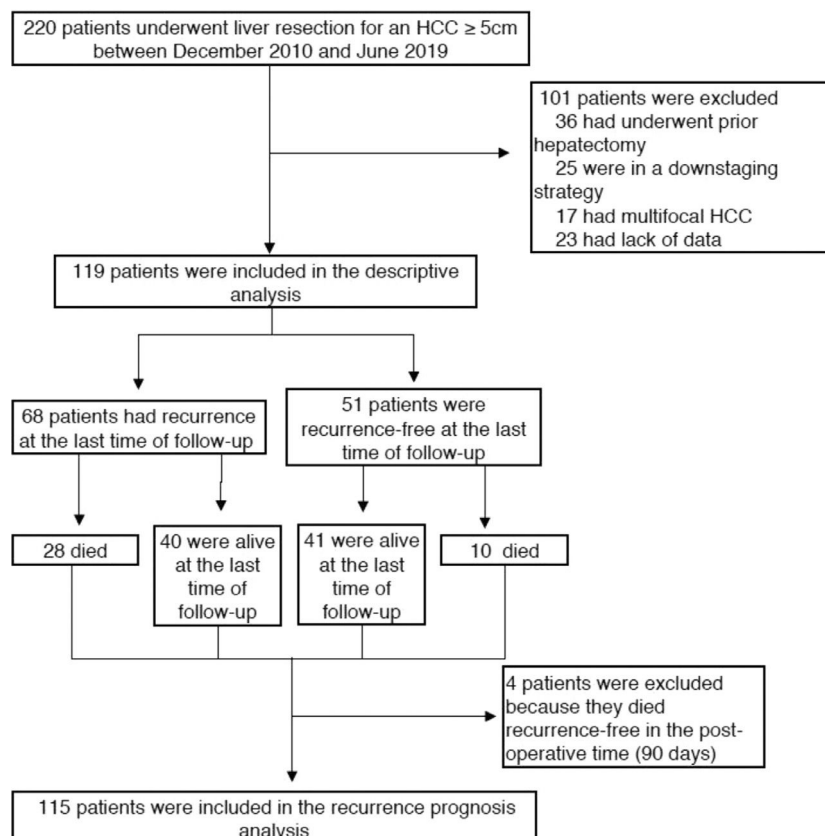 220 patients underwent liver resection for an HCC ≥ 5cm
between December 2010 and June 2019
101 patients were excluded
36 had underwent prior
hepatectomy
25 were in a downstaging
strategy
17 had multifocal HCC
23 had lack of data
119 patients were included in the descriptive
analysis
68 patients had recurrence
at the last time of follow-up
51 patients were
recurrence-free at the last
time of follow-up
28 died
40 were alive
at the last
time of
follow-up
41 were alive
at the last
time of
follow-up
10 died
4 patients were excluded
because they died
recurrence-free in the post-
operative time (90 days)
115 patients were included in the recurrence prognosis
analysis